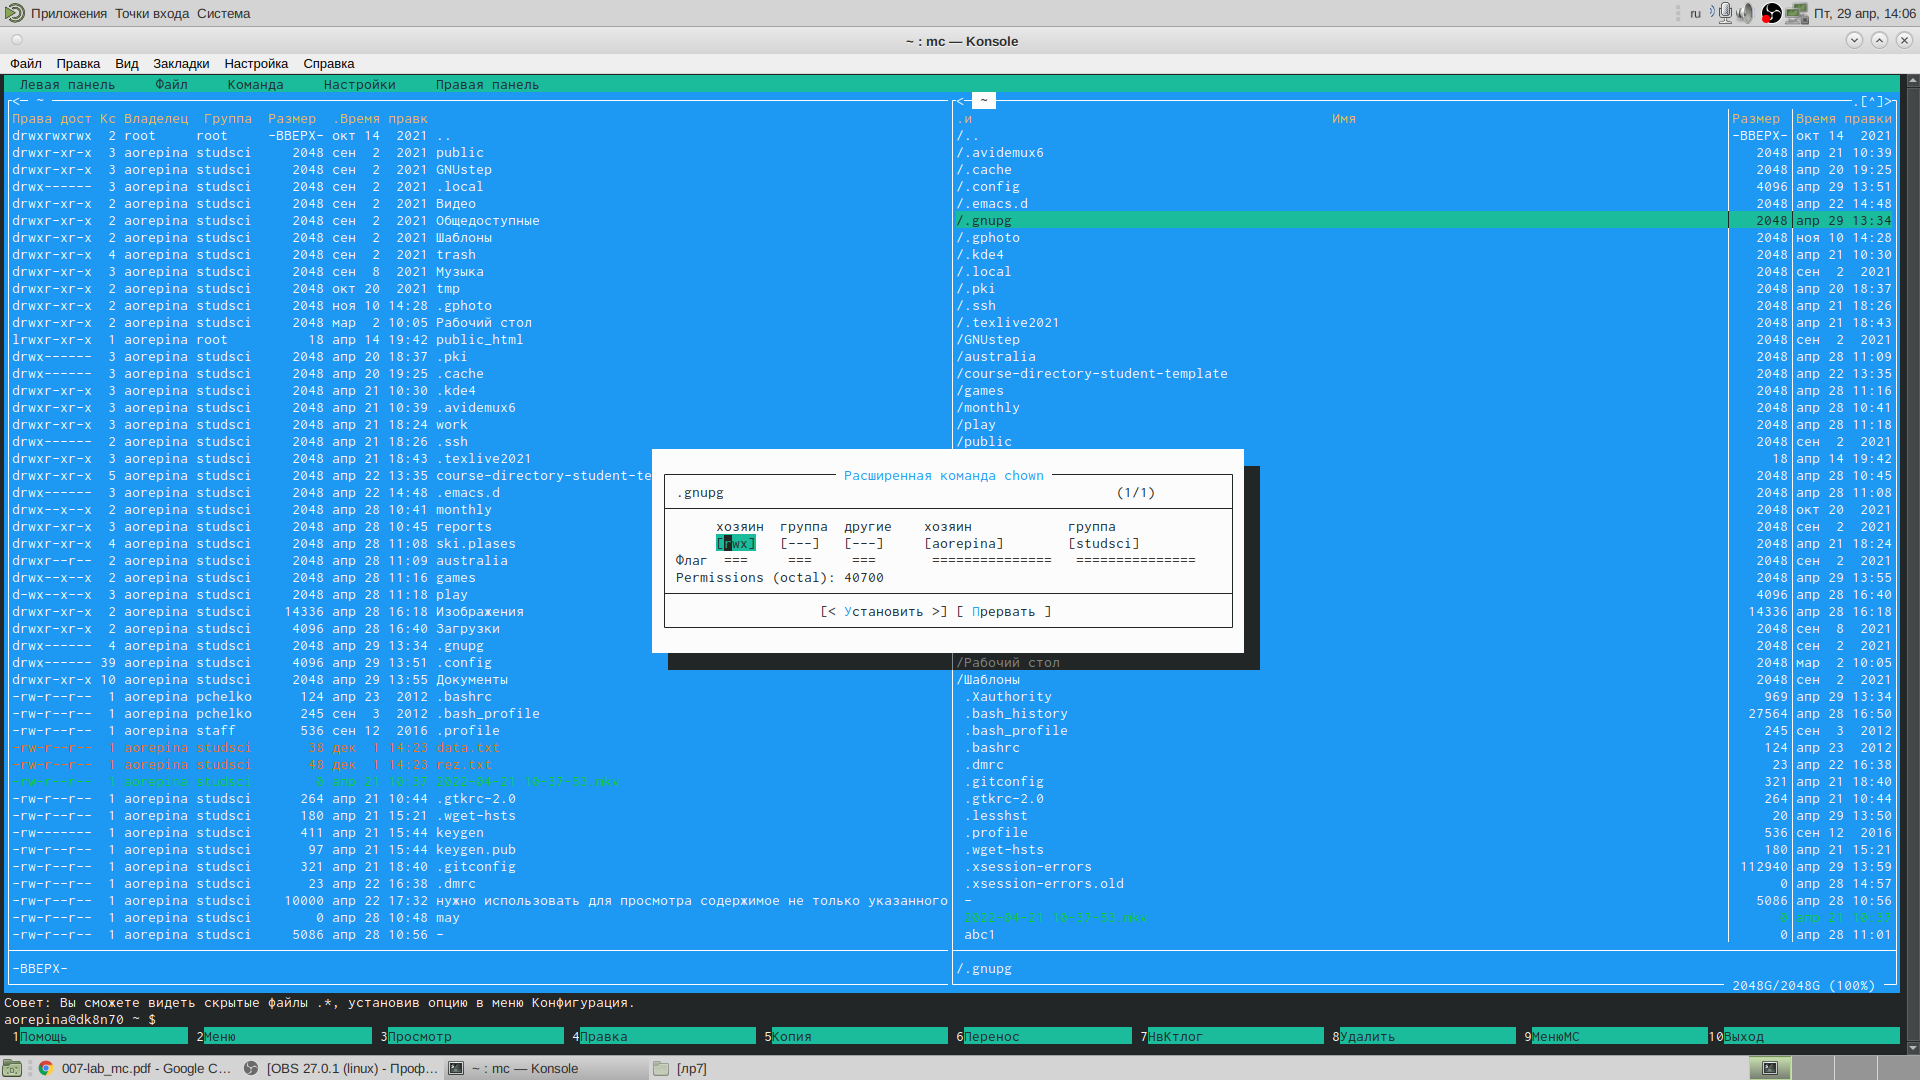 Приложения Точки входа Система
ru Пт, 29 апр, 14:06
~ : mc — Konsole
Файл Правка Вид Закладки Настройка Справка
Левая панель Файл Команда Настройки Правая панель
<— ~
Права дост Кс Владелец Группа Размер .Время правк
drwxrwxrwx 2 root root -ВВЕРХ- окт 14 2021 ..
drwxr-xr-x 3 aorepina studsci 2048 сен 2 2021 public
drwxr-xr-x 3 aorepina studsci 2048 сен 2 2021 GNUstep
drwx------ 3 aorepina studsci 2048 сен 2 2021 .local
drwxr-xr-x 2 aorepina studsci 2048 сен 2 2021 Видео
drwxr-xr-x 2 aorepina studsci 2048 сен 2 2021 Общедоступные
drwxr-xr-x 2 aorepina studsci 2048 сен 2 2021 Шаблоны
drwxr-xr-x 4 aorepina studsci 2048 сен 2 2021 trash
drwxr-xr-x 3 aorepina studsci 2048 сен 8 2021 Музыка
drwxr-xr-x 2 aorepina studsci 2048 окт 20 2021 tmp
drwxr-xr-x 2 aorepina studsci 2048 ноя 10 14:28 .gphoto
drwxr-xr-x 2 aorepina studsci 2048 мар 2 10:05 Рабочий стол
lrwxr-xr-x 1 aorepina root 18 апр 14 19:42 public_html
drwx------ 3 aorepina studsci 2048 апр 20 18:37 .pki
drwx------ 3 aorepina studsci 2048 апр 20 19:25 .cache
drwxr-xr-x 3 aorepina studsci 2048 апр 21 10:30 .kde4
drwxr-xr-x 3 aorepina studsci 2048 апр 21 10:39 .avidemux6
drwxr-xr-x 3 aorepina studsci 2048 апр 21 18:24 work
drwx------ 2 aorepina studsci 2048 апр 21 18:26 .ssh
drwxr-xr-x 3 aorepina studsci 2048 апр 21 18:43 .texlive2021
drwxr-xr-x 5 aorepina studsci 2048 апр 22 13:35 course-directory-student-te
drwx------ 3 aorepina studsci 2048 апр 22 14:48 .emacs.d
drwxr-xr-x 2 aorepina studsci 2048 апр 28 10:41 monthly
drwxr-xr-x 3 aorepina studsci 2048 апр 28 10:45 reports
drwxr-xr-x 4 aorepina studsci 2048 апр 28 11:08 ski.plases
drwxr--r-- 2 aorepina studsci 2048 апр 28 11:09 australia
drwx--x--x 2 aorepina studsci 2048 апр 28 11:16 games
d-wx--x--x 3 aorepina studsci 2048 апр 28 11:18 play
drwxr-xr-x 2 aorepina studsci 14336 апр 28 16:18 Изображения
drwxr-xr-x 2 aorepina studsci 4096 апр 28 16:40 Загрузки
drwx------ 4 aorepina studsci 2048 апр 29 13:34 .gnupg
drwx------ 39 aorepina studsci 4096 апр 29 13:51 .config
drwxr-xr-x 10 aorepina studsci 2048 апр 29 13:55 Документы
-rw-r--r-- 1 aorepina pchelko 124 апр 23 2012 .bashrc
-rw-r--r-- 1 aorepina pchelko 245 сен 3 2012 .bash_profile
-rw-r--r-- 1 aorepina staff 536 сен 12 2016 .profile
-rw-r--r-- 1 aorepina studsci 38 дек 1 14:23 data.txt
-rw-r--r-- 1 aorepina studsci 48 дек 1 14:23 rez.txt
-rw-r--r-- 1 aorepina studsci 264 апр 21 10:44 .gtkrc-2.0
-rw-r--r-- 1 aorepina studsci 180 апр 21 15:21 .wget-hsts
-rw------- 1 aorepina studsci 411 апр 21 15:44 keygen
-rw-r--r-- 1 aorepina studsci 97 апр 21 15:44 keygen.pub
-rw-r--r-- 1 aorepina studsci 321 апр 21 18:40 .gitconfig
-rw-r--r-- 1 aorepina studsci 23 апр 22 16:38 .dmrc
-rw-r--r-- 1 aorepina studsci 10000 апр 22 17:32 нужно использовать для просмотра содержимое не только указанного
-rw-r--r-- 1 aorepina studsci 0 апр 28 10:48 may
-rw-r--r-- 1 aorepina studsci 5086 апр 28 10:56 -
-ВВЕРХ-
<— ~ .[^]>
.и Имя Размер Время правки
/.. -ВВЕРХ- окт 14 2021
/.avidemux6 2048 апр 21 10:39
/.cache 2048 апр 20 19:25
/.config 4096 апр 29 13:51
/.emacs.d 2048 апр 22 14:48
/.gnupg 2048 апр 29 13:34
/.gphoto 2048 ноя 10 14:28
/.kde4 2048 апр 21 10:30
/.local 2048 сен 2 2021
/.pki 2048 апр 20 18:37
/.ssh 2048 апр 21 18:26
/.texlive2021 2048 апр 21 18:43
/GNUstep 2048 сен 2 2021
/australia 2048 апр 28 11:09
/course-directory-student-template 2048 апр 22 13:35
/games 2048 апр 28 11:16
/monthly 2048 апр 28 10:41
/play 2048 апр 28 11:18
/public 2048 сен 2 2021
18 апр 14 19:42
2048 апр 28 10:45
2048 апр 28 11:08
2048 окт 20 2021
2048 сен 2 2021
2048 апр 21 18:24
2048 сен 2 2021
2048 апр 29 13:55
4096 апр 28 16:40
14336 апр 28 16:18
2048 сен 8 2021
2048 сен 2 2021
/Рабочий стол 2048 мар 2 10:05
/Шаблоны 2048 сен 2 2021
.Xauthority 969 апр 29 13:34
.bash_history 27564 апр 28 16:50
.bash_profile 245 сен 3 2012
.bashrc 124 апр 23 2012
.dmrc 23 апр 22 16:38
.gitconfig 321 апр 21 18:40
.gtkrc-2.0 264 апр 21 10:44
.lesshst 20 апр 29 13:50
.profile 536 сен 12 2016
.wget-hsts 180 апр 21 15:21
.xsession-errors 112940 апр 29 13:59
.xsession-errors.old 0 апр 28 14:57
- 5086 апр 28 10:56
abc1 0 апр 28 11:01
/.gnupg
2048G/2048G (100%)
Расширенная команда chown
.gnupg (1/1)
хозяин группа другие хозяин группа
[rwx] [---] [---] [aorepina] [studsci]
Флаг === === === =============== ===============
Permissions (octal): 40700
[< Установить >] [ Прервать ]
Совет: Вы сможете видеть скрытые файлы .*, установив опцию в меню Конфигурация.
aorepina@dk8n70 ~ $
1Помощь 2Меню 3Просмотр 4Правка 5Копия 6Перенос 7НвКтлог 8Удалить 9МенюМС 10Выход
007-lab_mc.pdf - Google C... [OBS 27.0.1 (linux) - Проф... ~ : mc — Konsole [лр7]